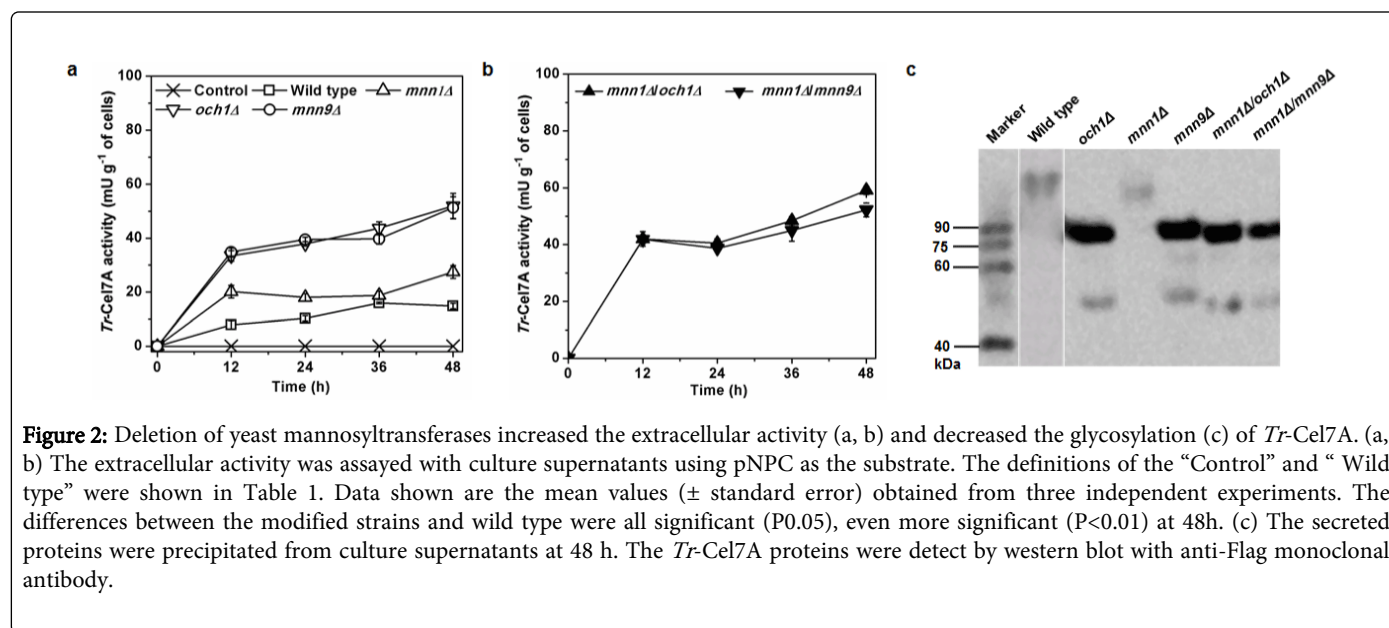 a
100
80
60
40
20
0
Tr-Cel7A activity (mU g-1 of cells)
Control Wild type mnn1Δ
och1Δ mnn9Δ
0 12 24 36 48
Time (h)
b
100
80
60
40
20
0
Tr-Cel7A activity (mU g-1 of cells)
mnn1Δ/och1Δ mnn1Δ/mnn9Δ
0 12 24 36 48
Time (h)
c
Marker
Wild type
och1Δ
mnn1Δ
mnn9Δ
mnn1Δ/och1Δ
mnn1Δ/mnn9Δ
90
75
60
40
kDa
Figure 2: Deletion of yeast mannosyltransferases increased the extracellular activity (a, b) and decreased the glycosylation (c) of Tr-Cel7A. (a,
b) The extracellular activity was assayed with culture supernatants using pNPC as the substrate. The definitions of the “Control” and “ Wild
type” were shown in Table 1. Data shown are the mean values (± standard error) obtained from three independent experiments. The
differences between the modified strains and wild type were all significant (P0.05), even more significant (P<0.01) at 48h. (c) The secreted
proteins were precipitated from culture supernatants at 48 h. The Tr-Cel7A proteins were detect by western blot with anti-Flag monoclonal
antibody.